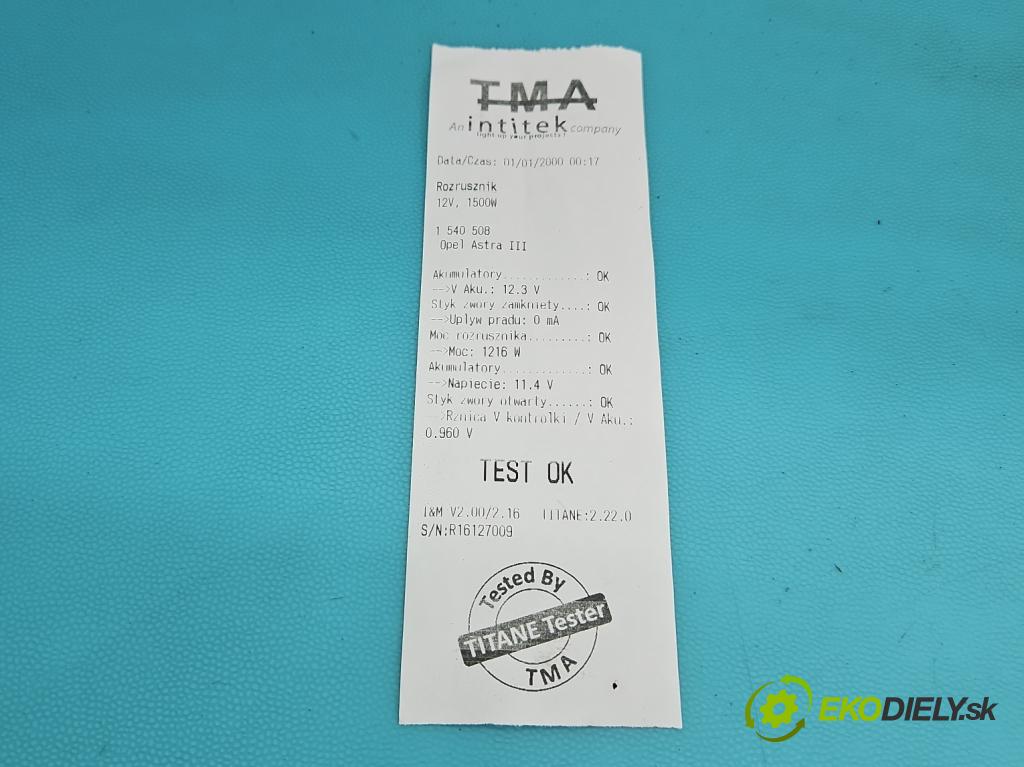 TMA
An intitek company
light up your projects!
Data/Czas: 01/01/2000 00:17
Rozrusznik
12V, 1500W
1 540 508
Opel Astra III
Akumulatory............: OK
-->V Aku.: 12.3 V
Styk zwory zamkniety....: OK
-->Uplyw pradu: 0 mA
Moc rozrusznika.........: OK
-->Moc: 1216 W
Akumulatory............: OK
-->Napiecie: 11.4 V
Styk zwory otwarty......: OK
-->Rznica V kontrolki / V Aku.:
0.960 V
TEST OK
I&M V2.00/2.16 TITANE:2.22.0
S/N:R16127009
Tested By
TITANE Tester
TMA
EKODIELY.sk